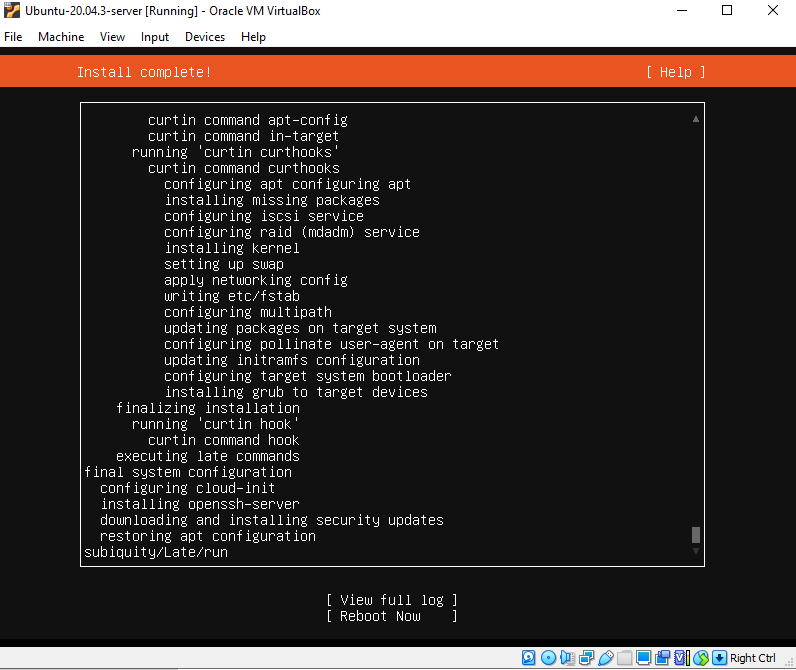 Ubuntu-20.04.3-server [Running] - Oracle VM VirtualBox
File Machine View Input Devices Help
Install complete! [ Help ]
curtin command apt-config
curtin command in-target
running 'curtin curthooks'
curtin command curthooks
configuring apt configuring apt
installing missing packages
configuring iscsi service
configuring raid (mdadm) service
installing kernel
setting up swap
apply networking config
writing etc/fstab
configuring multipath
updating packages on target system
configuring pollinate user-agent on target
updating initramfs configuration
configuring target system bootloader
installing grub to target devices
finalizing installation
running 'curtin hook'
curtin command hook
executing late commands
final system configuration
configuring cloud-init
installing openssh-server
downloading and installing security updates
restoring apt configuration
subiquity/Late/run
[ View full log ]
[ Reboot Now ]
Right Ctrl